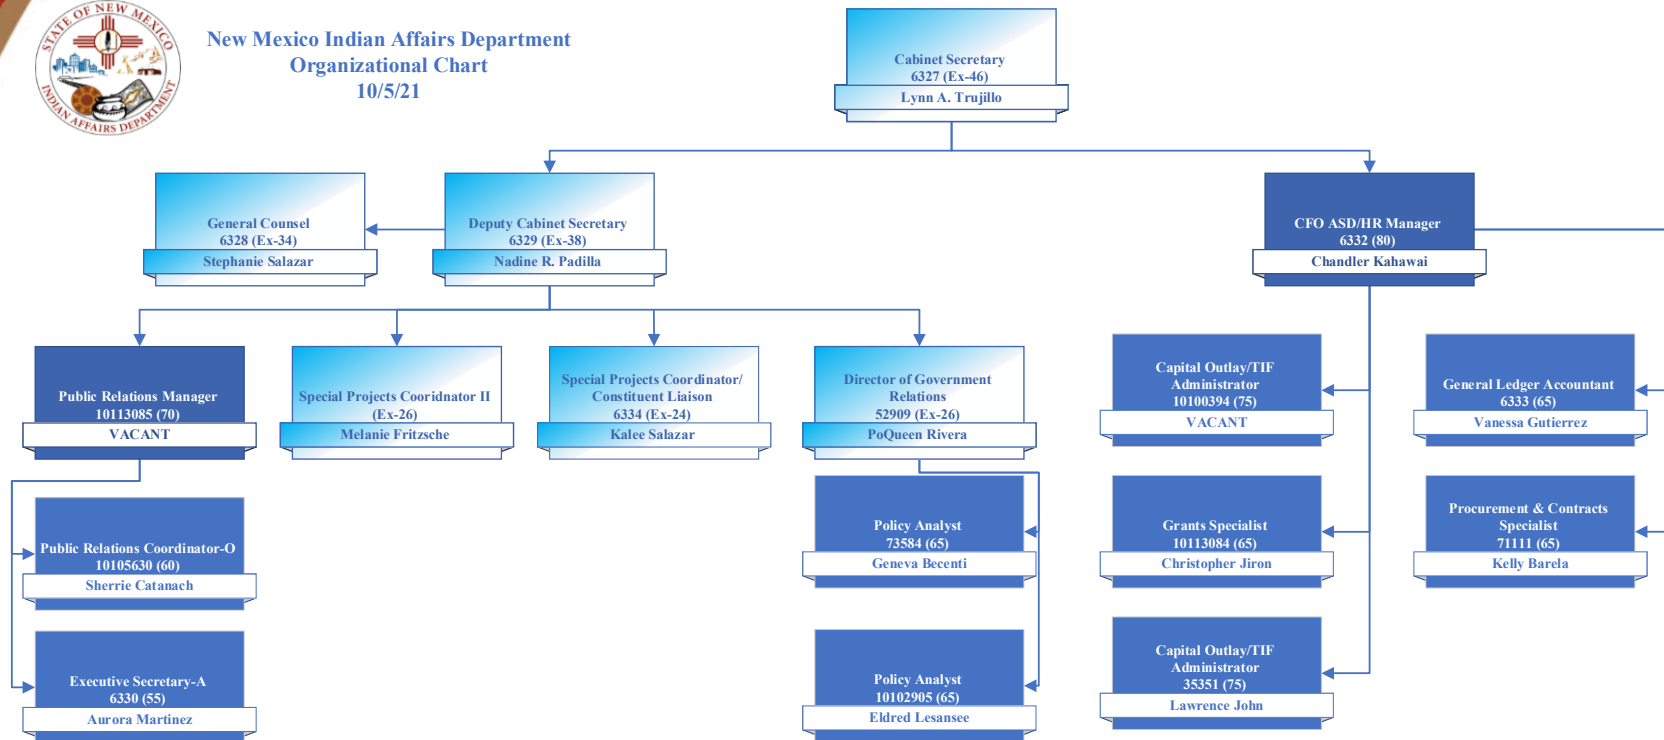 STATE OF NEW MEXICO
INDIAN AFFAIRS DEPARTMENT
New Mexico Indian Affairs Department
Organizational Chart
10/5/21
Cabinet Secretary
6327 (Ex-46)
Lynn A. Trujillo
General Counsel
6328 (Ex-34)
Stephanie Salazar
Deputy Cabinet Secretary
6329 (Ex-38)
Nadine R. Padilla
CFO ASD/HR Manager
6332 (80)
Chandler Kahawai
Public Relations Manager
10113085 (70)
VACANT
Special Projects Cooridnator II
(Ex-26)
Melanie Fritzsche
Special Projects Coordinator/
Constituent Liaison
6334 (Ex-24)
Kalee Salazar
Director of Government
Relations
52909 (Ex-26)
PoQueen Rivera
Capital Outlay/TIF
Administrator
10100394 (75)
VACANT
General Ledger Accountant
6333 (65)
Vanessa Gutierrez
Public Relations Coordinator-O
10105630 (60)
Sherrie Catanach
Policy Analyst
73584 (65)
Geneva Becenti
Grants Specialist
10113084 (65)
Christopher Jiron
Procurement & Contracts
Specialist
71111 (65)
Kelly Barela
Executive Secretary-A
6330 (55)
Aurora Martinez
Policy Analyst
10102905 (65)
Eldred Lesansee
Capital Outlay/TIF
Administrator
35351 (75)
Lawrence John